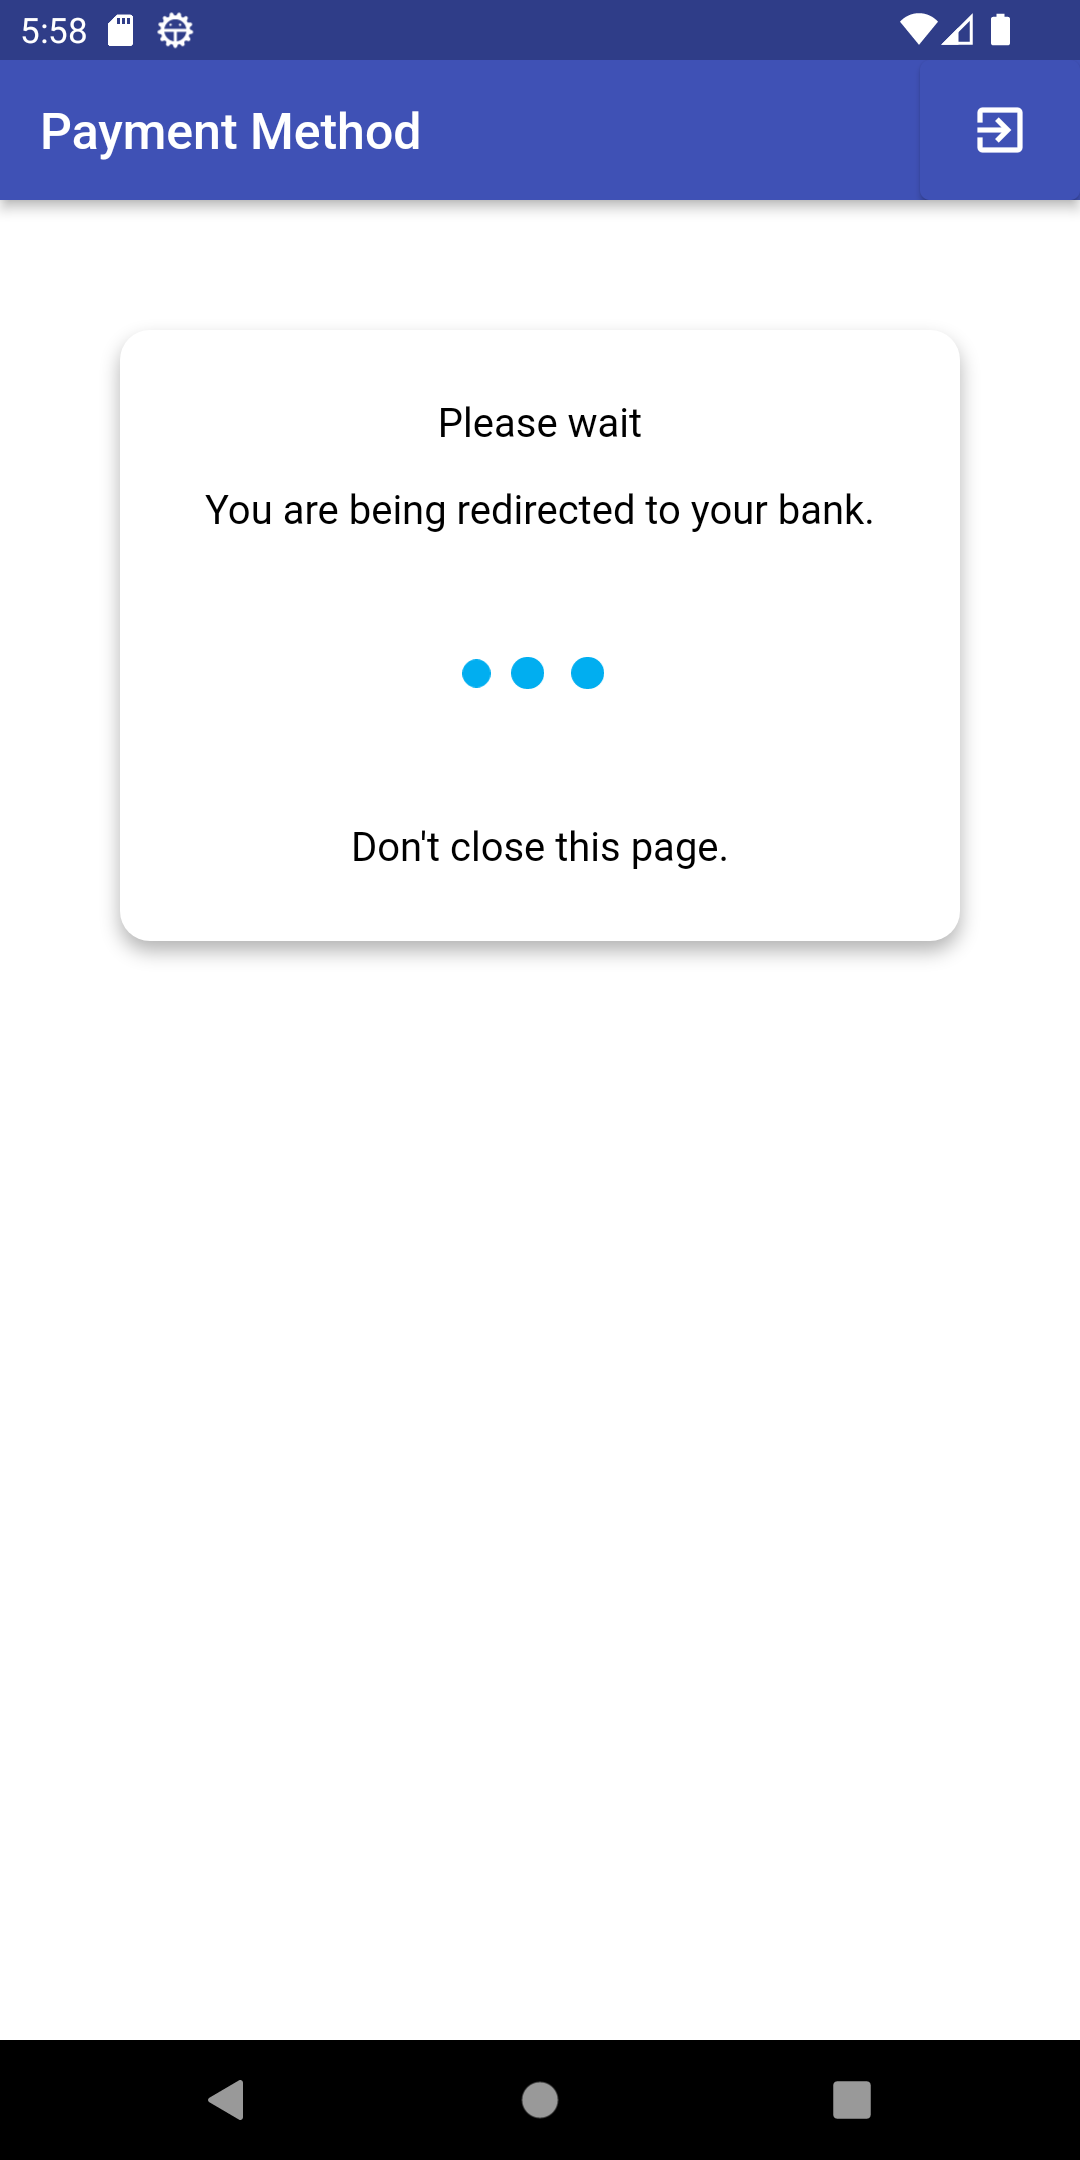 5:58
Payment Method
Please wait
You are being redirected to your bank.
Don't close this page.